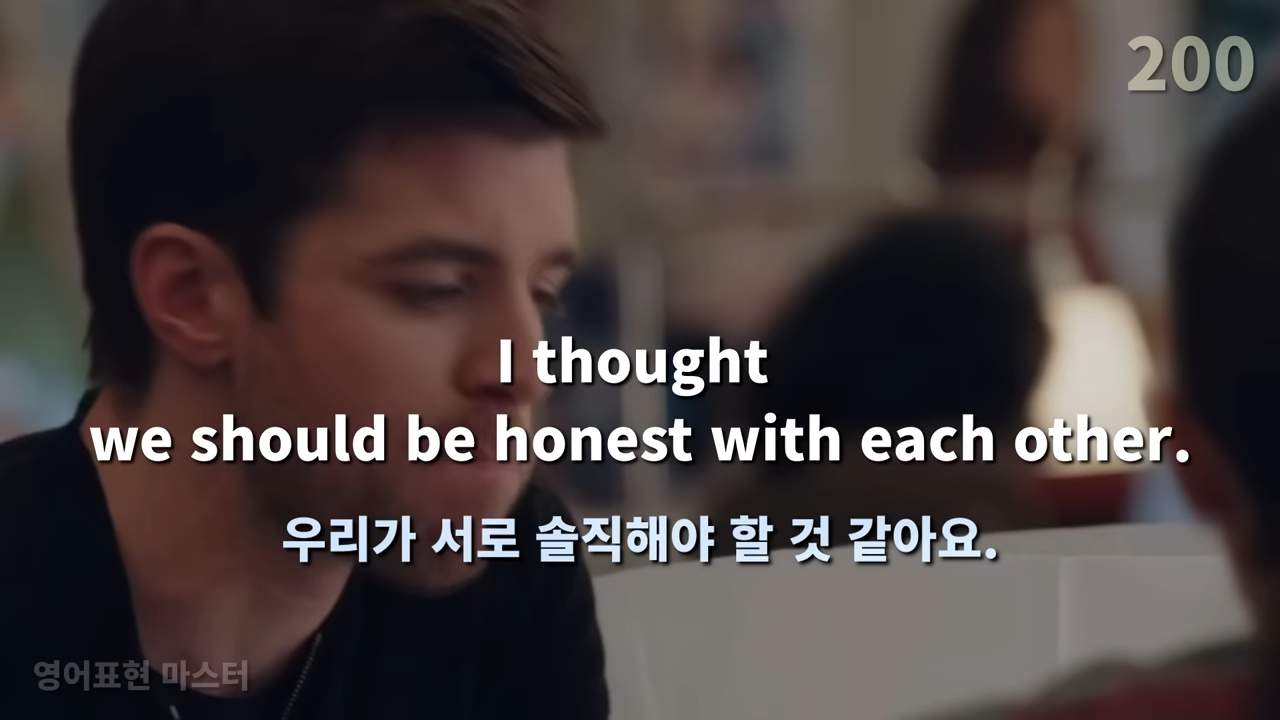 200
I thought
we should be honest with each other.
우리가 서로 솔직해야 할 것 같아요.
영어표현 마스터